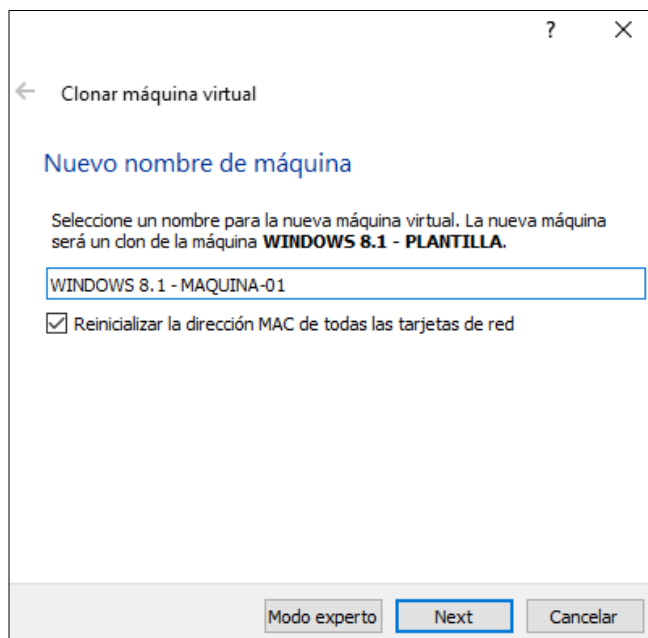 ?
Clonar máquina virtual
Nuevo nombre de máquina
Seleccione un nombre para la nueva máquina virtual. La nueva máquina
será un clon de la máquina WINDOWS 8.1 - PLANTILLA.
WINDOWS 8.1 - MAQUINA-01
Reinicializar la dirección MAC de todas las tarjetas de red
Modo experto Next Cancelar